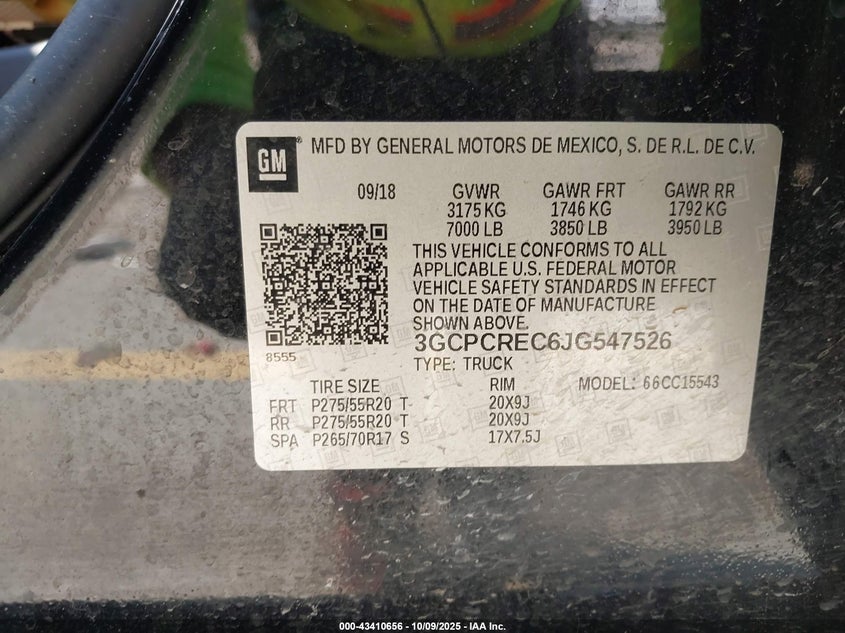 GM® MFD BY GENERAL MOTORS DE MEXICO, S. DE R.L. DE C.V.
09/18 GVWR GAWR FRT GAWR RR
3175 KG 1746 KG 1792 KG
7000 LB 3850 LB 3950 LB
THIS VEHICLE CONFORMS TO ALL
APPLICABLE U.S. FEDERAL MOTOR
VEHICLE SAFETY STANDARDS IN EFFECT
ON THE DATE OF MANUFACTURE
SHOWN ABOVE.
8555
3GCPCREC6JG547526
TYPE: TRUCK
TIRE SIZE RIM MODEL: 66CC15543
FRT P275/55R20 T 20X9J
RR P275/55R20 T 20X9J
SPA P265/70R17 S 17X7.5J
000-43410656 - 10/09/2025 - IAA Inc.